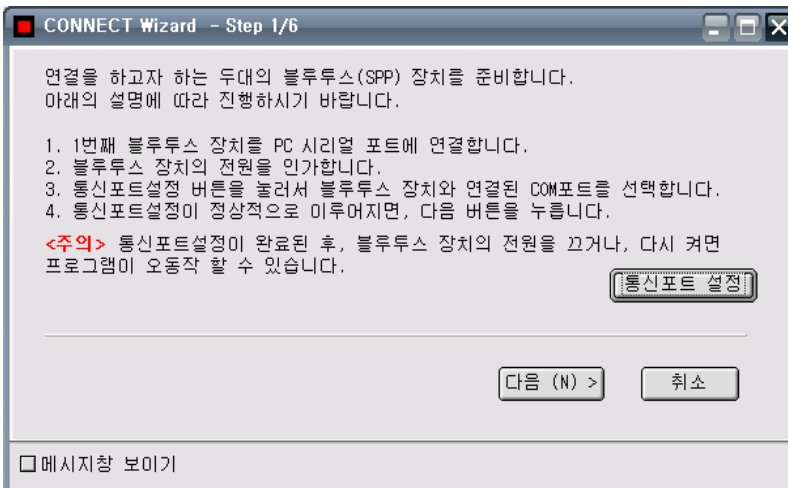 CONNECT Wizard - Step 1/6
연결을 하고자 하는 두대의 블루투스(SPP) 장치를 준비합니다.
아래의 설명에 따라 진행하시기 바랍니다.
1. 1번째 블루투스 장치를 PC 시리얼 포트에 연결합니다.
2. 블루투스 장치의 전원을 인가합니다.
3. 통신포트설정 버튼을 눌러서 블루투스 장치와 연결된 COM포트를 선택합니다.
4. 통신포트설정이 정상적으로 이루어지면, 다음 버튼을 누릅니다.
<주의> 통신포트설정이 완료된 후, 블루투스 장치의 전원을 끄거나, 다시 켜면
프로그램이 오동작 할 수 있습니다.
통신포트 설정
다음 (N) >
취소
메시지창 보이기